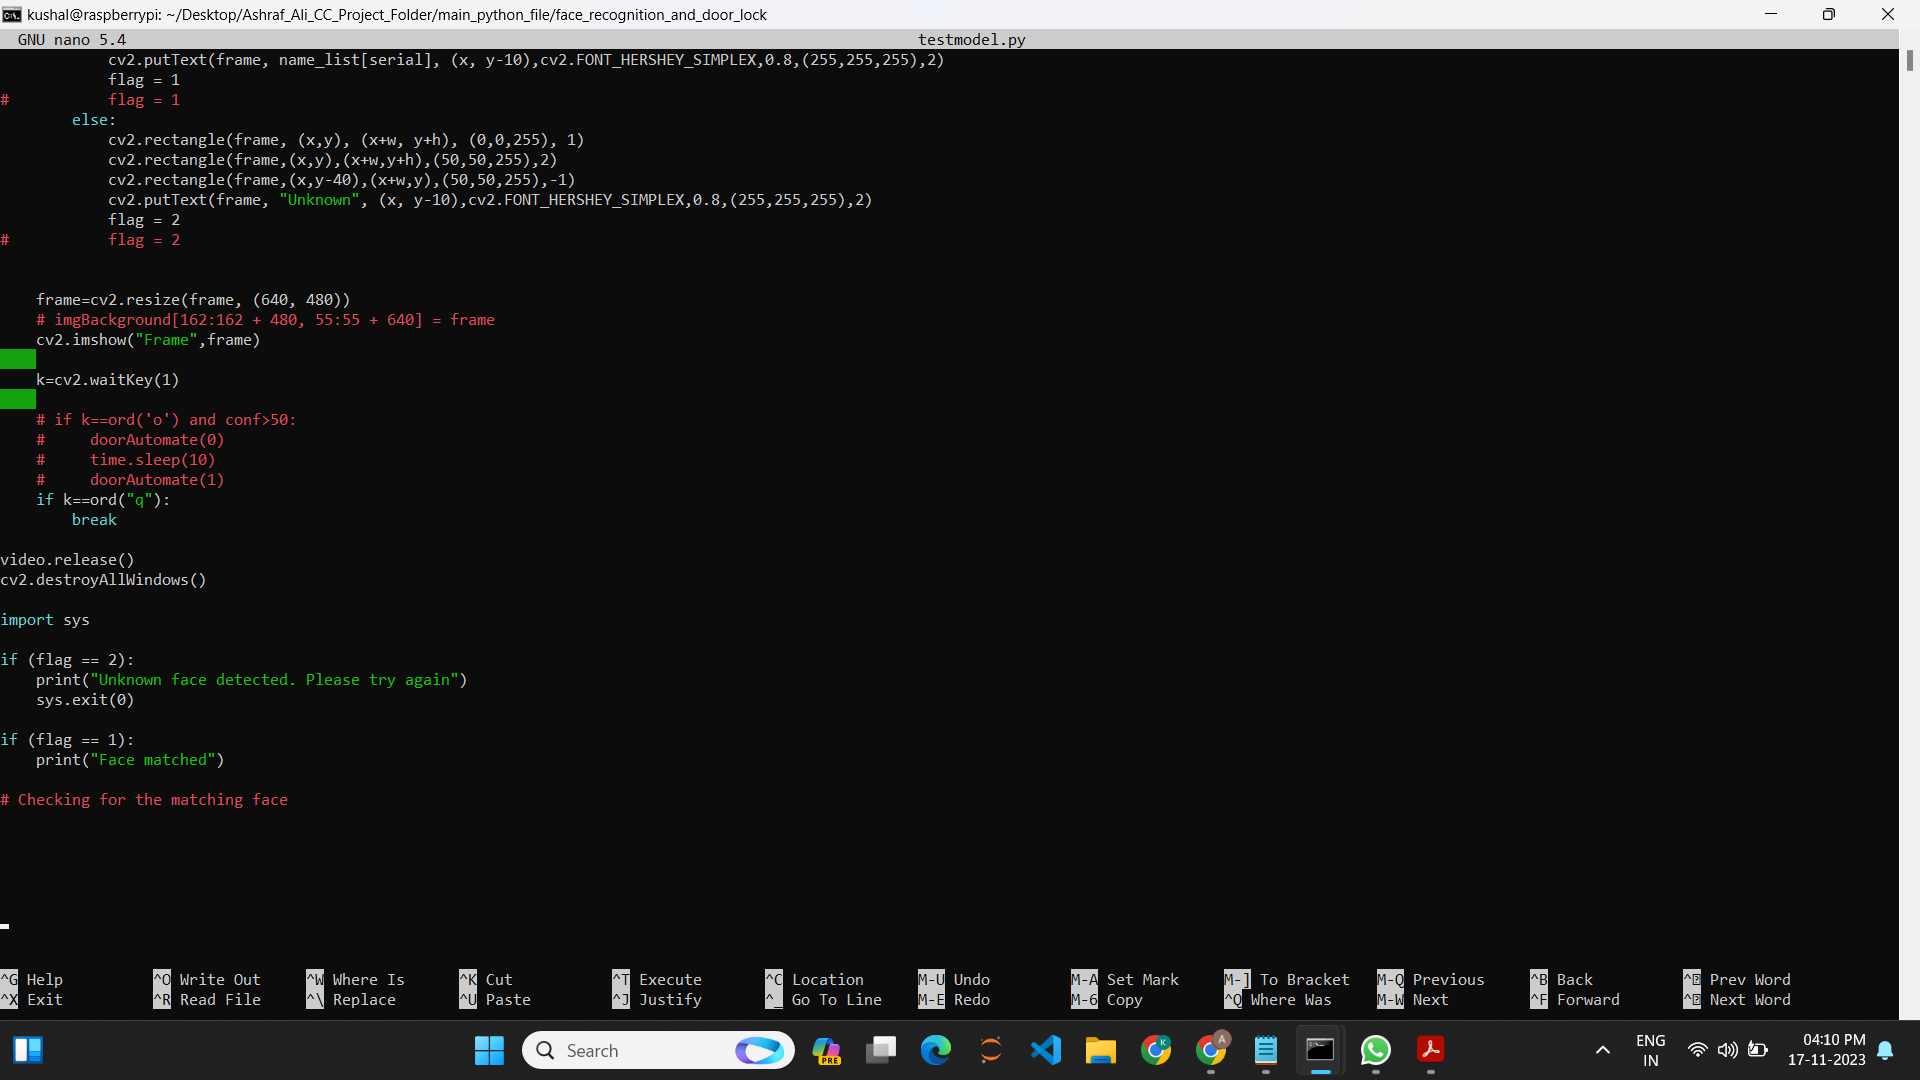 kushal@raspberrypi: ~/Desktop/Ashraf_Ali_CC_Project_Folder/main_python_file/face_recognition_and_door_lock
GNU nano 5.4 testmodel.py
            cv2.putText(frame, name_list[serial], (x, y-10),cv2.FONT_HERSHEY_SIMPLEX,0.8,(255,255,255),2)
            flag = 1
#           flag = 1
        else:
            cv2.rectangle(frame, (x,y), (x+w, y+h), (0,0,255), 1)
            cv2.rectangle(frame,(x,y),(x+w,y+h),(50,50,255),2)
            cv2.rectangle(frame,(x,y-40),(x+w,y),(50,50,255),-1)
            cv2.putText(frame, "Unknown", (x, y-10),cv2.FONT_HERSHEY_SIMPLEX,0.8,(255,255,255),2)
            flag = 2
#           flag = 2
    frame=cv2.resize(frame, (640, 480))
    # imgBackground[162:162 + 480, 55:55 + 640] = frame
    cv2.imshow("Frame",frame)
    k=cv2.waitKey(1)
    # if k==ord('o') and conf>50:
    #     doorAutomate(0)
    #     time.sleep(10)
    #     doorAutomate(1)
    if k==ord("q"):
        break
video.release()
cv2.destroyAllWindows()
import sys
if (flag == 2):
    print("Unknown face detected. Please try again")
    sys.exit(0)
if (flag == 1):
    print("Face matched")
# Checking for the matching face
^G Help ^O Write Out ^W Where Is ^K Cut ^T Execute ^C Location M-U Undo M-A Set Mark M-] To Bracket M-Q Previous ^B Back ^ Prev Word
^X Exit ^R Read File ^\ Replace ^U Paste ^J Justify ^_ Go To Line M-E Redo M-6 Copy ^Q Where Was M-W Next ^F Forward ^ Next Word
Search PRE K A ENG 04:10 PM
IN 17-11-2023